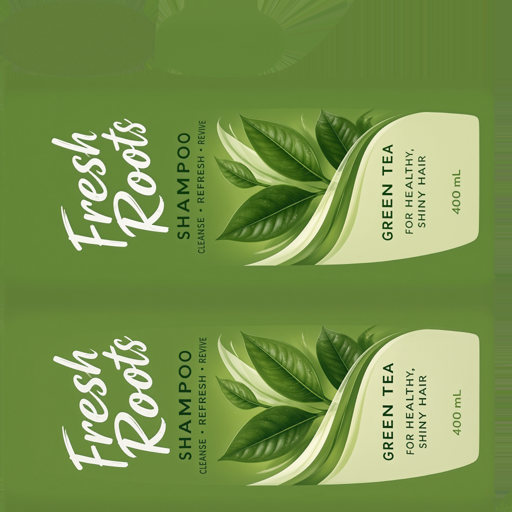 Fresh
Roots
SHAMPOO
CLEANSE • REFRESH • REVIVE
GREEN TEA
FOR HEALTHY,
SHINY HAIR
400 mL
Fresh
Roots
SHAMPOO
CLEANSE • REFRESH • REVIVE
GREEN TEA
FOR HEALTHY,
SHINY HAIR
400 mL